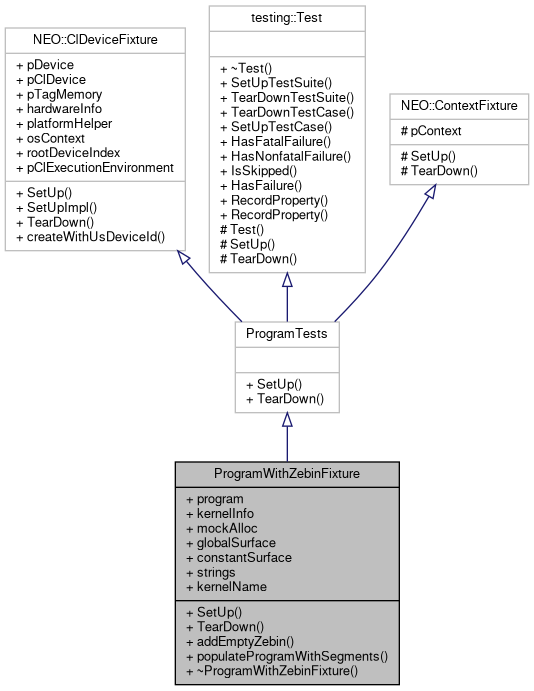 NEO::ClDeviceFixture
+ pDevice
+ pClDevice
+ pTagMemory
+ hardwareInfo
+ platformHelper
+ osContext
+ rootDeviceIndex
+ pClExecutionEnvironment
+ SetUp()
+ SetUpImpl()
+ TearDown()
+ createWithUsDeviceId()
testing::Test
+ ~Test()
+ SetUpTestSuite()
+ TearDownTestSuite()
+ TearDownTestCase()
+ SetUpTestCase()
+ HasFatalFailure()
+ HasNonfatalFailure()
+ IsSkipped()
+ HasFailure()
+ RecordProperty()
+ RecordProperty()
# Test()
# SetUp()
# TearDown()
NEO::ContextFixture
# pContext
# SetUp()
# TearDown()
ProgramTests
+ SetUp()
+ TearDown()
ProgramWithZebinFixture
+ program
+ kernelInfo
+ mockAlloc
+ globalSurface
+ constantSurface
+ strings
+ kernelName
+ SetUp()
+ TearDown()
+ addEmptyZebin()
+ populateProgramWithSegments()
+ ~ProgramWithZebinFixture()